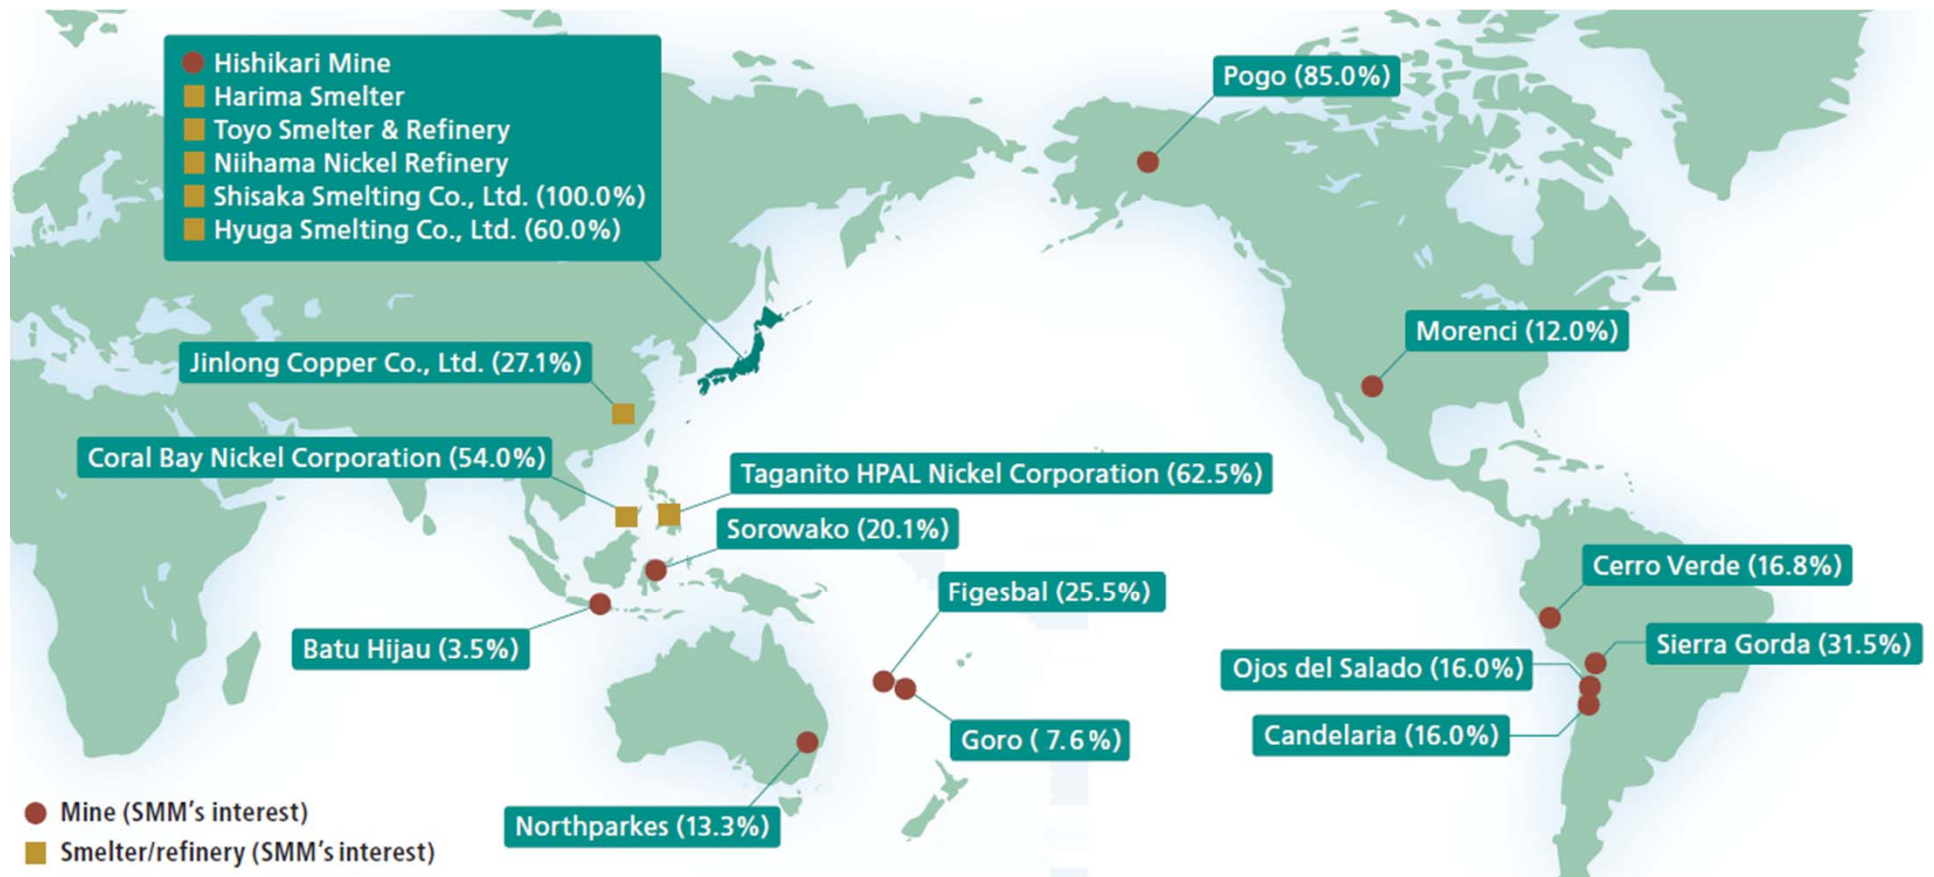 Hishikari Mine
Harima Smelter
Toyo Smelter & Refinery
Niihama Nickel Refinery
Shisaka Smelting Co., Ltd. (100.0%)
Hyuga Smelting Co., Ltd. (60.0%)
Pogo (85.0%)
Morenci (12.0%)
Jinlong Copper Co., Ltd. (27.1%)
Coral Bay Nickel Corporation (54.0%)
Taganito HPAL Nickel Corporation (62.5%)
Sorowako (20.1%)
Figesbal (25.5%)
Cerro Verde (16.8%)
Batu Hijau (3.5%)
Sierra Gorda (31.5%)
Ojos del Salado (16.0%)
Candelaria (16.0%)
Goro ( 7.6%)
Northparkes (13.3%)
Mine (SMM's interest)
Smelter/refinery (SMM's interest)